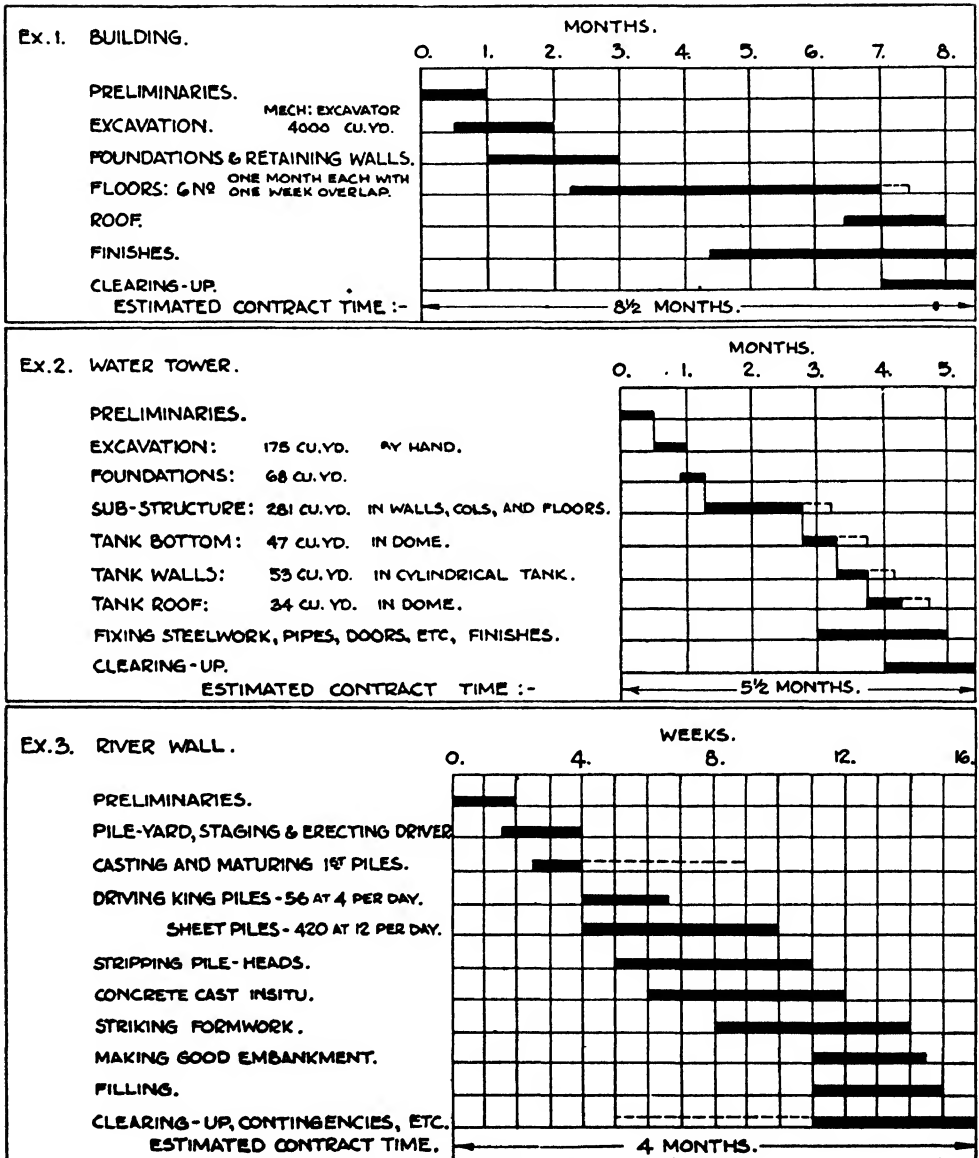 MONTHS.
Ex.1. BUILDING.
0. 1. 2. 3. 4. 5. 6. 7. 8.
PRELIMINARIES.
EXCAVATION. MECH: EXCAVATOR
4000 CU.YD.
FOUNDATIONS & RETAINING WALLS.
FLOORS: 6 Nº ONE MONTH EACH WITH
ONE WEEK OVERLAP.
ROOF.
FINISHES.
CLEARING-UP.
ESTIMATED CONTRACT TIME :- 8½ MONTHS.
MONTHS.
Ex.2. WATER TOWER.
0. 1. 2. 3. 4. 5.
PRELIMINARIES.
EXCAVATION: 175 CU.YD. BY HAND.
FOUNDATIONS: 68 CU.YD.
SUB-STRUCTURE: 281 CU.YD. IN WALLS, COLS, AND FLOORS.
TANK BOTTOM: 47 CU.YD. IN DOME.
TANK WALLS: 53 CU.YD. IN CYLINDRICAL TANK.
TANK ROOF: 34 CU. YD. IN DOME.
FIXING STEELWORK, PIPES, DOORS, ETC, FINISHES.
CLEARING-UP.
ESTIMATED CONTRACT TIME :- 5½ MONTHS.
WEEKS.
Ex.3. RIVER WALL.
0. 4. 8. 12. 16.
PRELIMINARIES.
PILE-YARD, STAGING & ERECTING DRIVER
CASTING AND MATURING 1ST PILES.
DRIVING KING PILES - 56 AT 4 PER DAY.
SHEET PILES - 420 AT 12 PER DAY.
STRIPPING PILE-HEADS.
CONCRETE CAST INSITU.
STRIKING FORMWORK.
MAKING GOOD EMBANKMENT.
FILLING.
CLEARING-UP, CONTINGENCIES, ETC.
ESTIMATED CONTRACT TIME. 4 MONTHS.